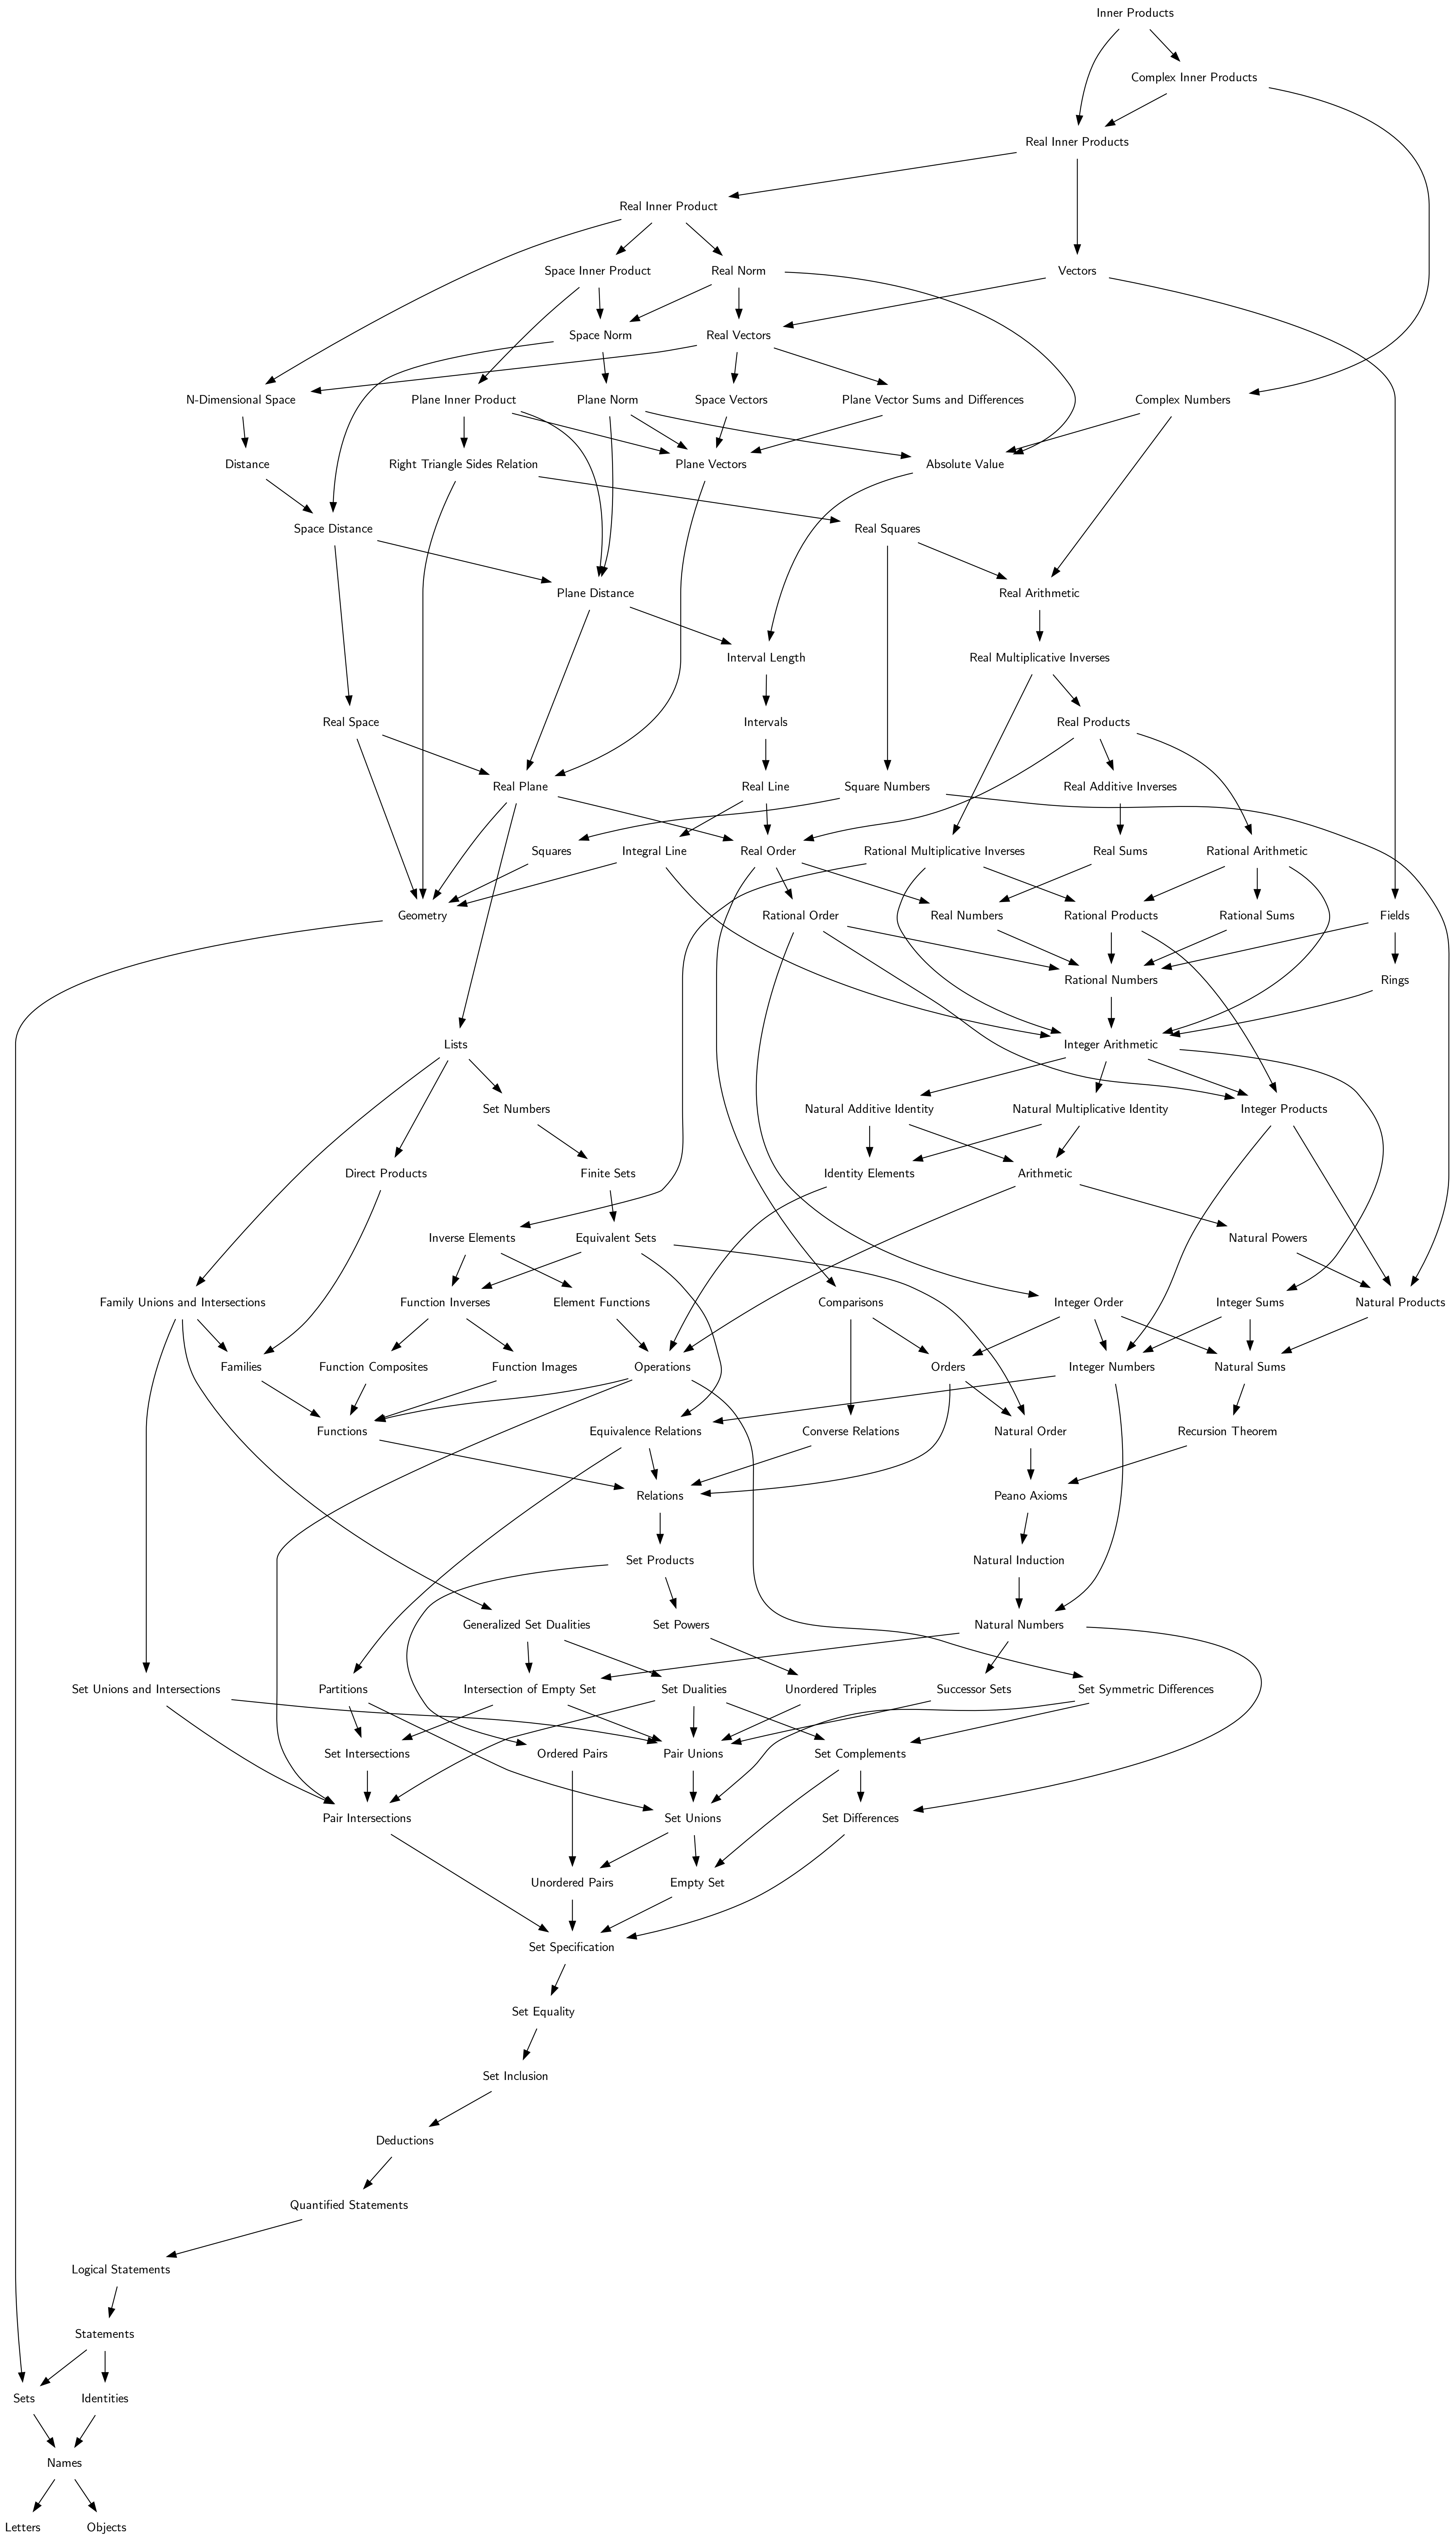 Inner Products
Complex Inner Products
Real Inner Products
Real Inner Product
Space Inner Product
Real Norm
Vectors
Space Norm
Real Vectors
N-Dimensional Space
Plane Inner Product
Plane Norm
Space Vectors
Plane Vector Sums and Differences
Complex Numbers
Distance
Right Triangle Sides Relation
Plane Vectors
Absolute Value
Space Distance
Real Squares
Plane Distance
Real Arithmetic
Interval Length
Real Multiplicative Inverses
Real Space
Intervals
Real Products
Real Plane
Real Line
Square Numbers
Real Additive Inverses
Squares
Integral Line
Real Order
Rational Multiplicative Inverses
Real Sums
Rational Arithmetic
Geometry
Rational Order
Real Numbers
Rational Products
Rational Sums
Fields
Rational Numbers
Rings
Lists
Integer Arithmetic
Set Numbers
Natural Additive Identity
Natural Multiplicative Identity
Integer Products
Direct Products
Finite Sets
Identity Elements
Arithmetic
Inverse Elements
Equivalent Sets
Natural Powers
Family Unions and Intersections
Function Inverses
Element Functions
Comparisons
Integer Order
Integer Sums
Natural Products
Families
Function Composites
Function Images
Operations
Orders
Integer Numbers
Natural Sums
Functions
Equivalence Relations
Converse Relations
Natural Order
Recursion Theorem
Relations
Peano Axioms
Set Products
Natural Induction
Generalized Set Dualities
Set Powers
Natural Numbers
Set Unions and Intersections
Partitions
Intersection of Empty Set
Set Dualities
Unordered Triples
Successor Sets
Set Symmetric Differences
Set Intersections
Ordered Pairs
Pair Unions
Set Complements
Pair Intersections
Set Unions
Set Differences
Unordered Pairs
Empty Set
Set Specification
Set Equality
Set Inclusion
Deductions
Quantified Statements
Logical Statements
Statements
Sets
Identities
Names
Letters
Objects